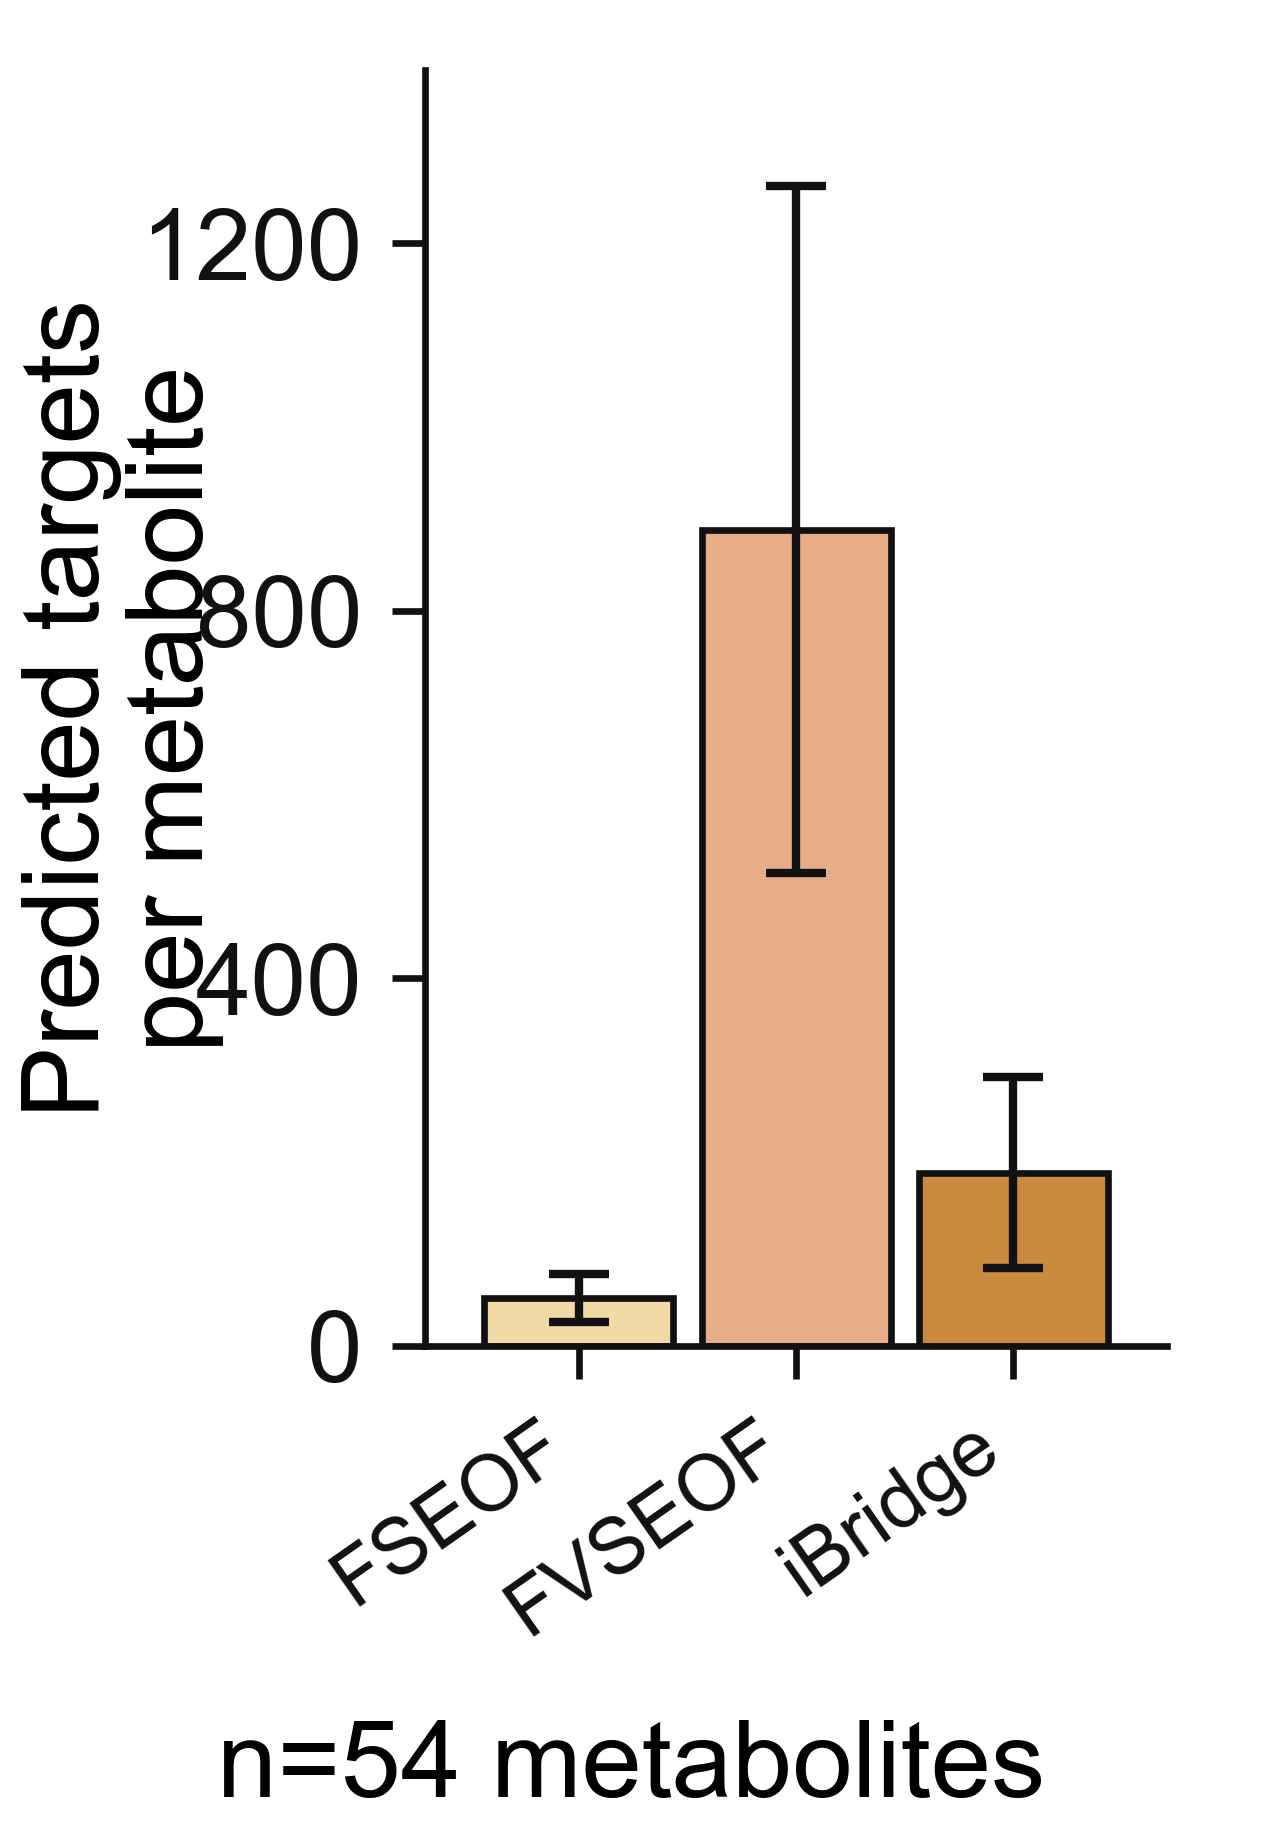 Predicted targets
per metabolite
1200
800
400
0
FSEOF
FVSEOF
iBridge
n=54 metabolites